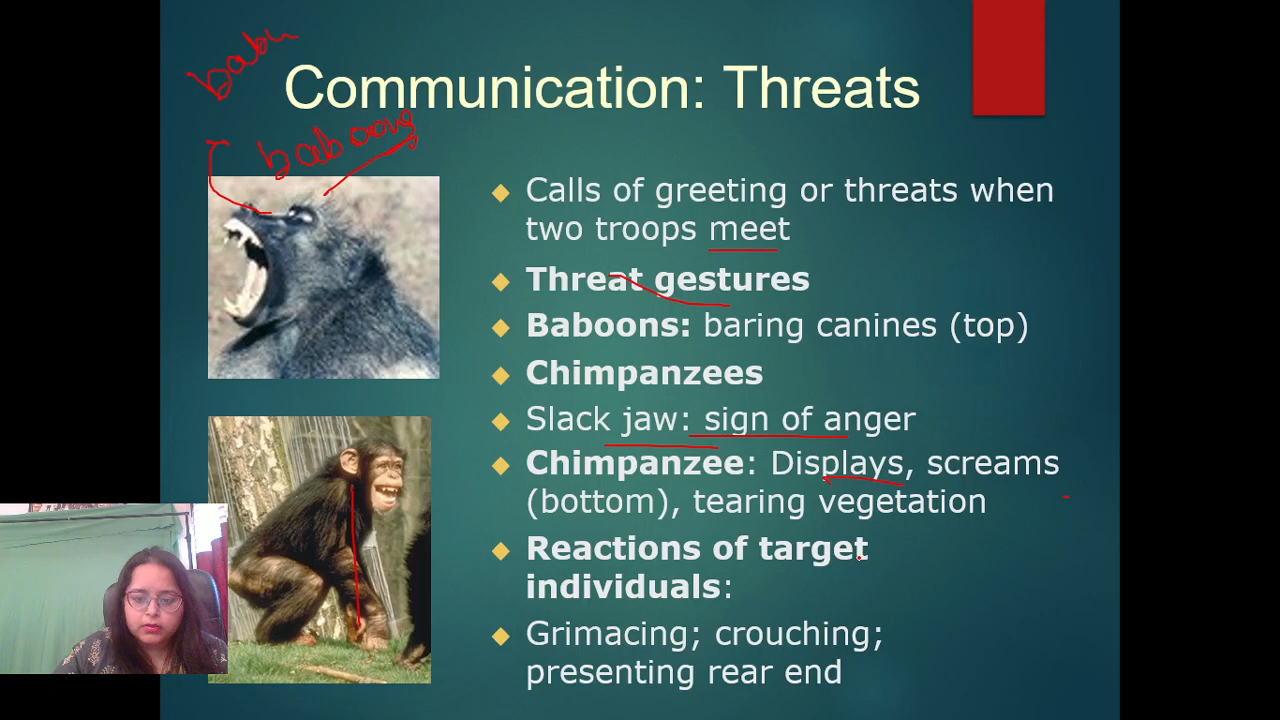 babu
Communication: Threats
baboons
Calls of greeting or threats when
two troops meet
Threat gestures
Baboons: baring canines (top)
Chimpanzees
Slack jaw: sign of anger
Chimpanzee: Displays, screams
(bottom), tearing vegetation
Reactions of target
individuals:
Grimacing; crouching;
presenting rear end